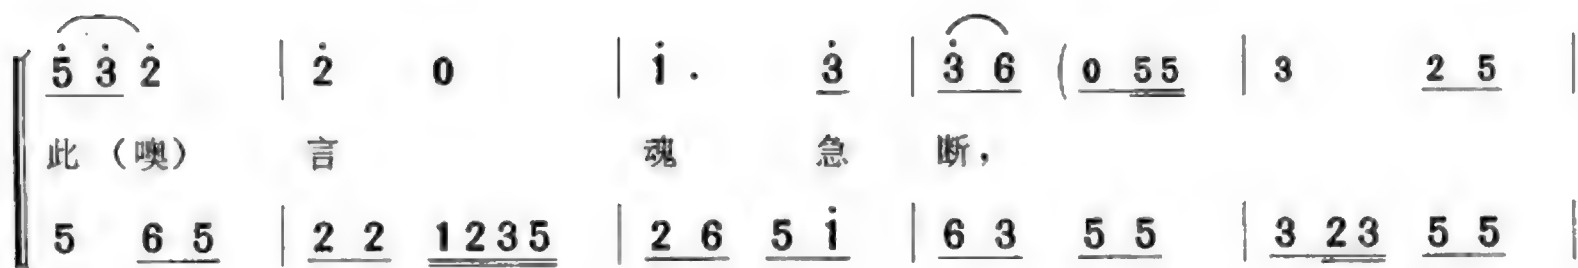 5̇ 3̇ 2̇ | 2̇ 0 | 1̇ . 3̇ | 3̇ 6 ( 0 55 | 3 2 5 |
此（噢） 言 魂 急 断，
5 6 5 | 2 2 1235 | 2 6 5 1̇ | 6 3 5 5 | 3 23 5 5 |